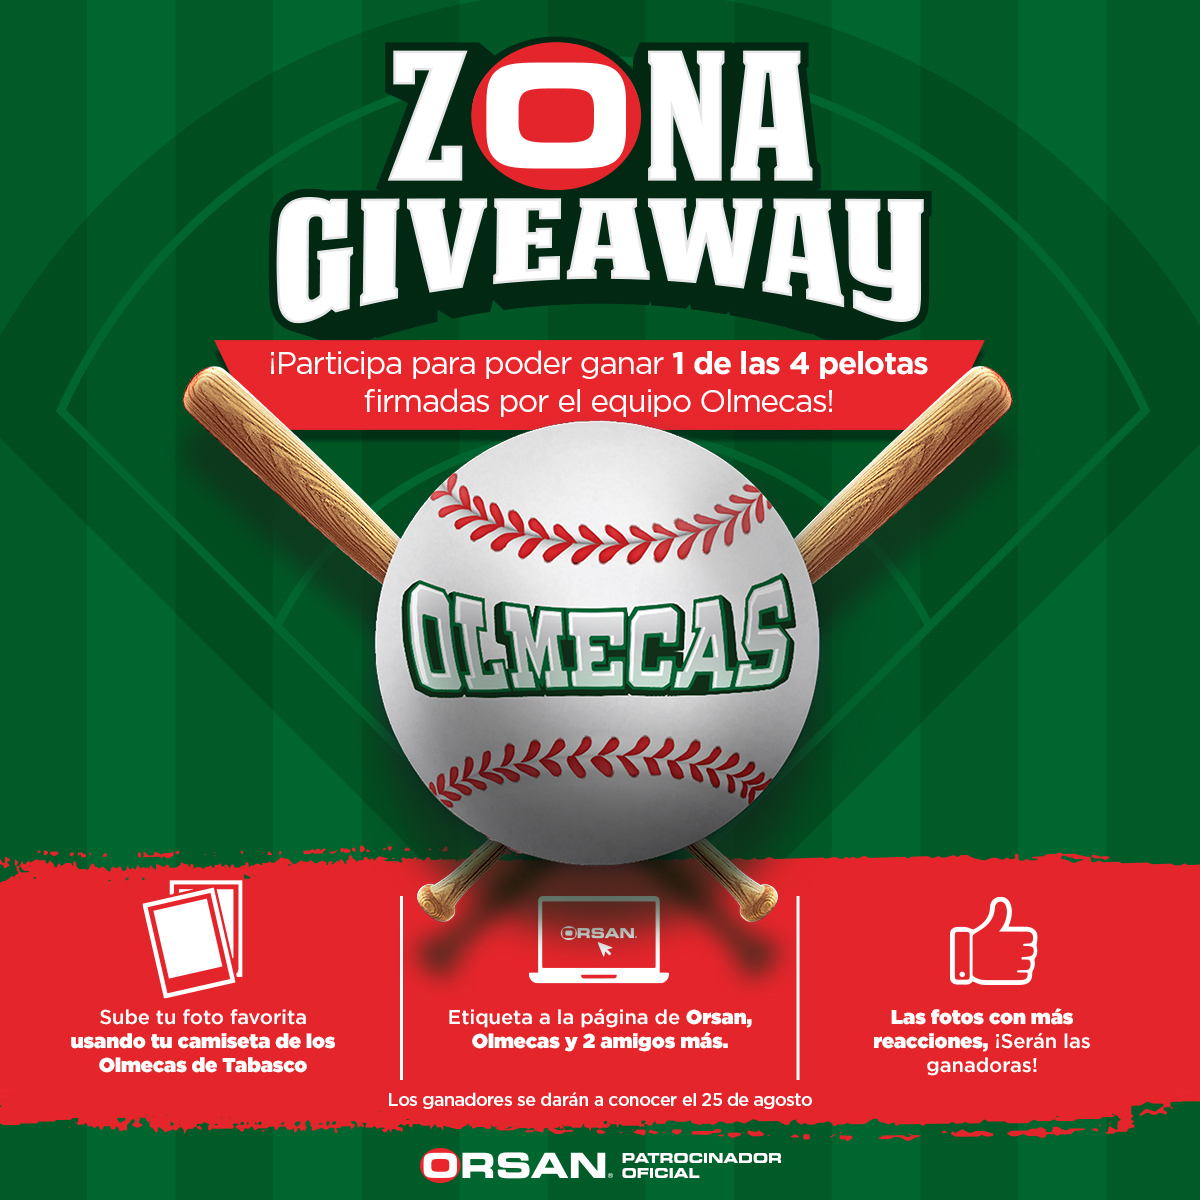 ZONA
GIVEAWAY
¡Participa para poder ganar 1 de las 4 pelotas
firmadas por el equipo Olmecas!
OLMECAS
Sube tu foto favorita
usando tu camiseta de los
Olmecas de Tabasco
ORSAN
Etiqueta a la página de Orsan,
Olmecas y 2 amigos más.
Las fotos con más
reacciones, ¡Serán las
ganadoras!
Los ganadores se darán a conocer el 25 de agosto
ORSAN® PATROCINADOR
OFICIAL